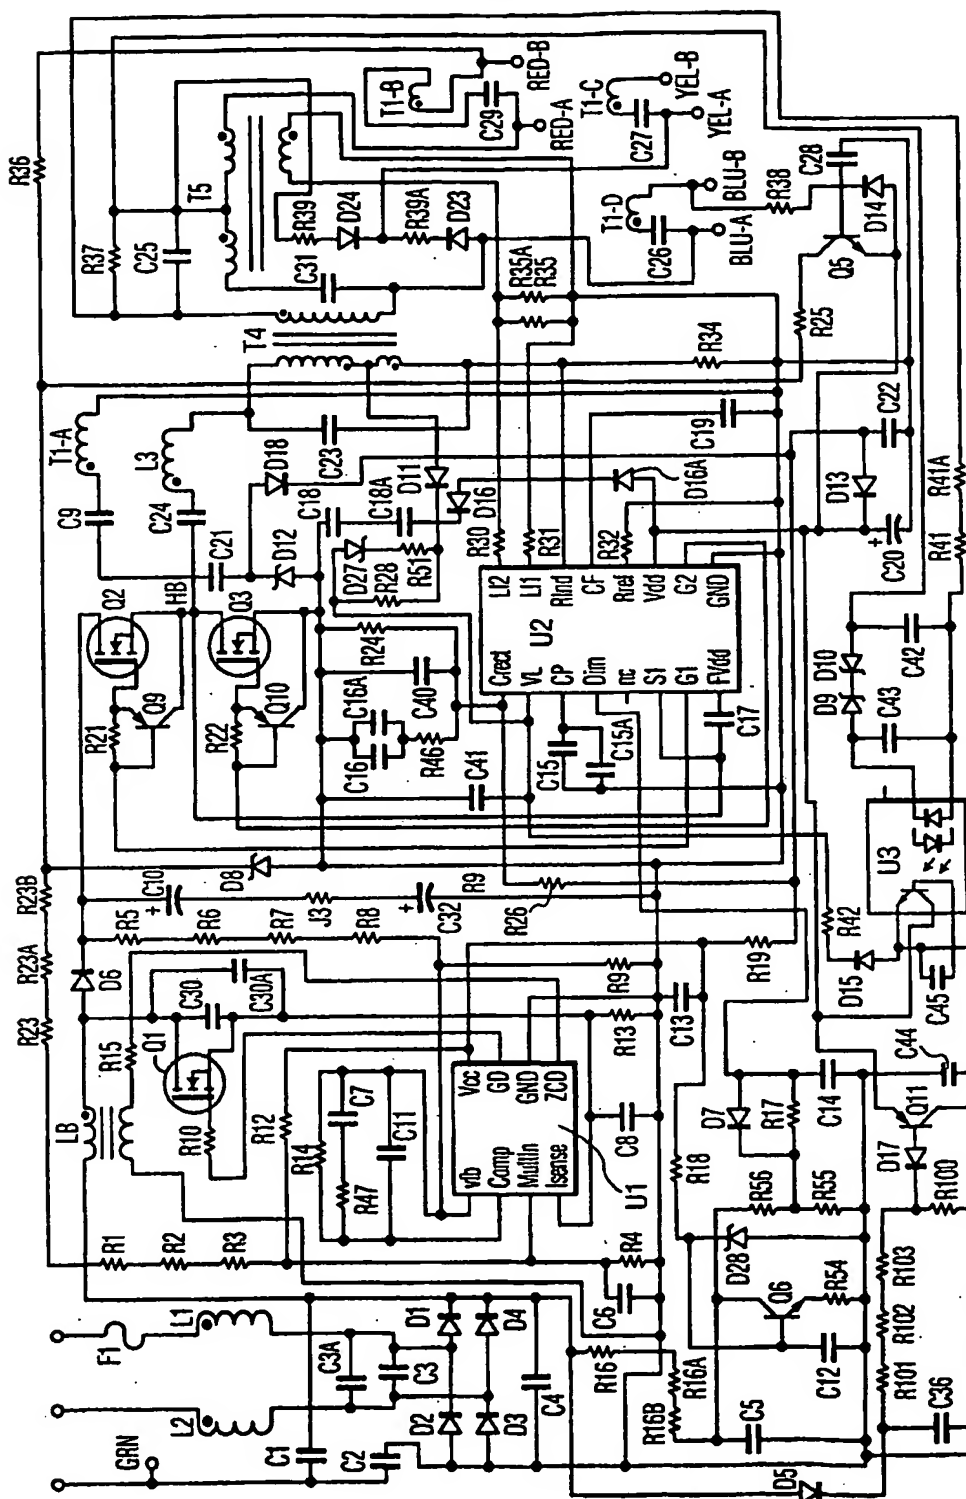 R36
R37
C25
T5
T1-B
C29
RED-B
RED-A
T1-C
YEL-B
C27
YEL-A
T1-D
BLU-B
C26
BLU-A
R39
D24
R39A
D23
C31
T4
R35A
R35
R38
C28
D14
Q5
R25
R34
T1-A
L3
C9
C24
C21
D18
D12
C23
C18
C18A
D11
D16
D16A
D27
R28
R51
R30
R31
R32
C19
D13
C22
C20
R41
R41A
Q2
HB
Q3
Q9
Q10
R21
R22
R24
C16A
C40
C16
R46
C41
LI2
LI1
RInd
CF
Rref
Vdd
G2
GND
U2
Crect
VL
CP
Dim
nc
S1
G1
FVdd
C15
C15A
C17
D9
D10
C43
C42
U3
R42
D15
C45
C44
R23
R23A
R23B
D8
C10
J3
C32
R9
R26
R5
R6
R7
R8
D6
C30
C30A
Q1
R10
R15
LB
R12
R14
C7
R47
C11
Vcc
GD
GND
ZCD
vfb
Comp
MultIn
Isense
U1
R9
R13
C8
C13
R19
R18
D7
R17
C14
R56
R55
D28
Q6
R54
C12
Q11
D17
R100
R103
R102
R101
C36
R1
R2
R3
R4
C6
F1
L1
L2
GRN
C3A
C3
D1
D4
D2
D3
C4
C1
C2
R16
R16A
R16B
C5
D5